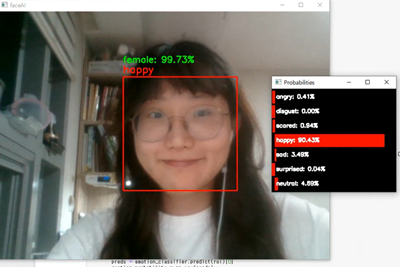 faceAI
female: 99.73%
happy
Probabilities
angry: 0.41%
disgust: 0.00%
scared: 0.94%
happy: 90.43%
sad: 3.49%
surprised: 0.04%
neutral: 4.69%
preds = emotion_classifier.predict(roi)[0]